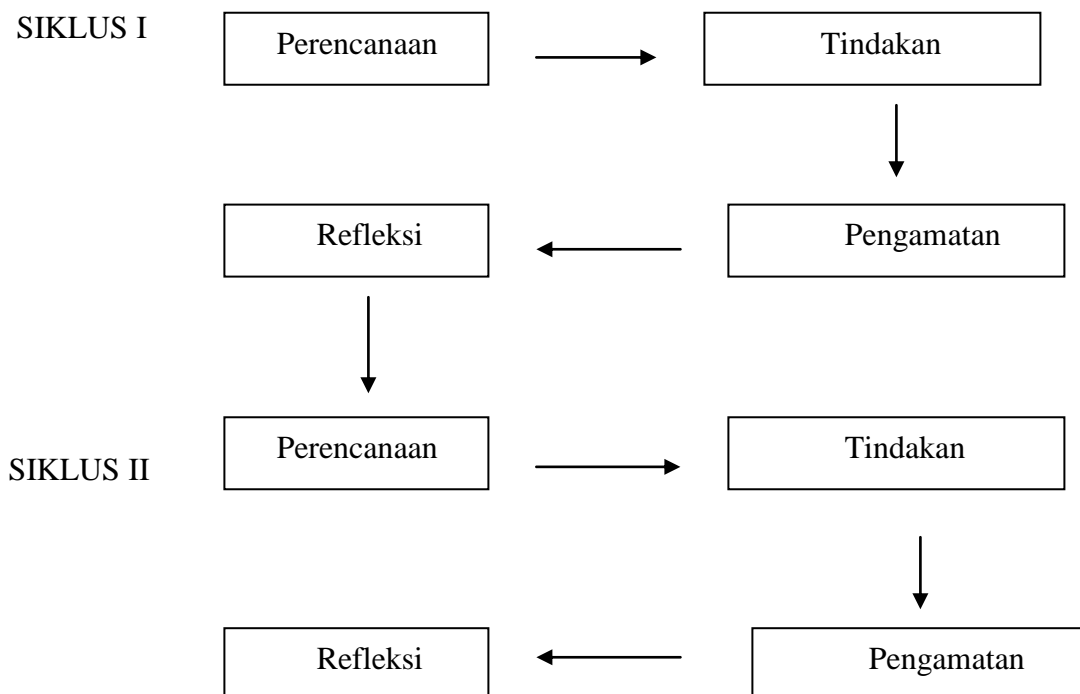 SIKLUS I
Perencanaan
Tindakan
Refleksi
Pengamatan
SIKLUS II
Perencanaan
Tindakan
Refleksi
Pengamatan